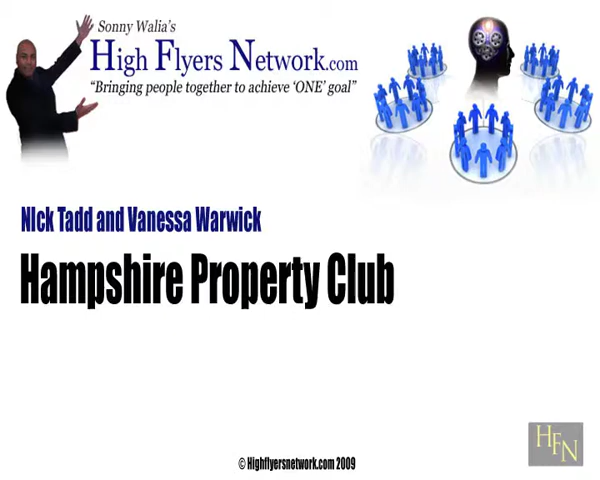 Sonny Walia's
High Flyers Network.com
"Bringing people together to achieve 'ONE' goal"
NIck Tadd and Vanessa Warwick
Hampshire Property Club
HFN
© Highflyersnetwork.com 2009